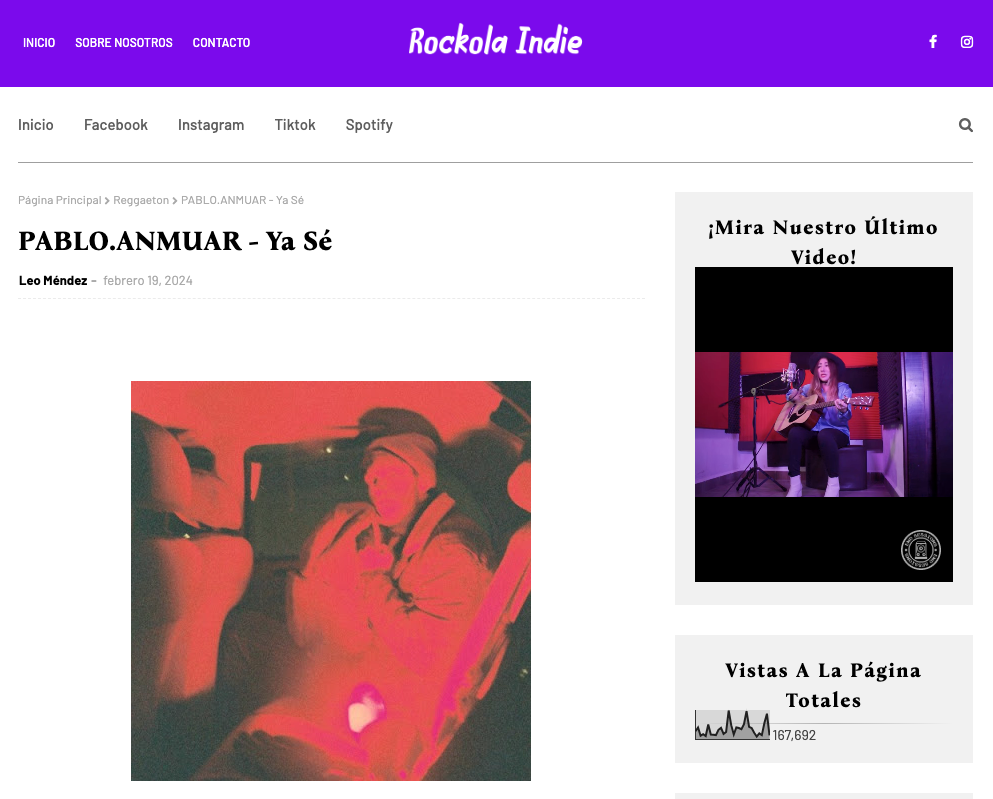 INICIO SOBRE NOSOTROS CONTACTO
Rockola Indie
Inicio Facebook Instagram Tiktok Spotify
Página Principal > Reggaeton > PABLO.ANMUAR - Ya Sé
PABLO.ANMUAR - Ya Sé
Leo Méndez - febrero 19, 2024
¡Mira Nuestro Último
Video!
Vistas A La Página
Totales
167,692